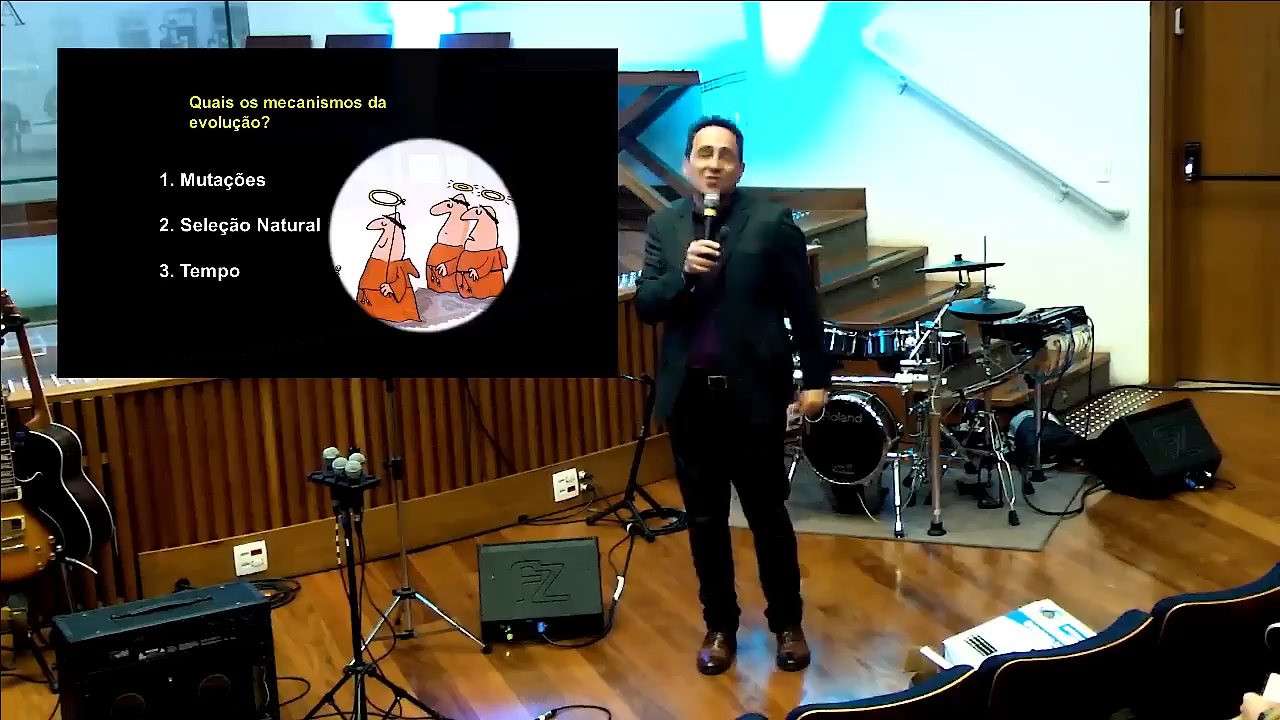 Quais os mecanismos da
evolução?
1. Mutações
2. Seleção Natural
3. Tempo
Roland